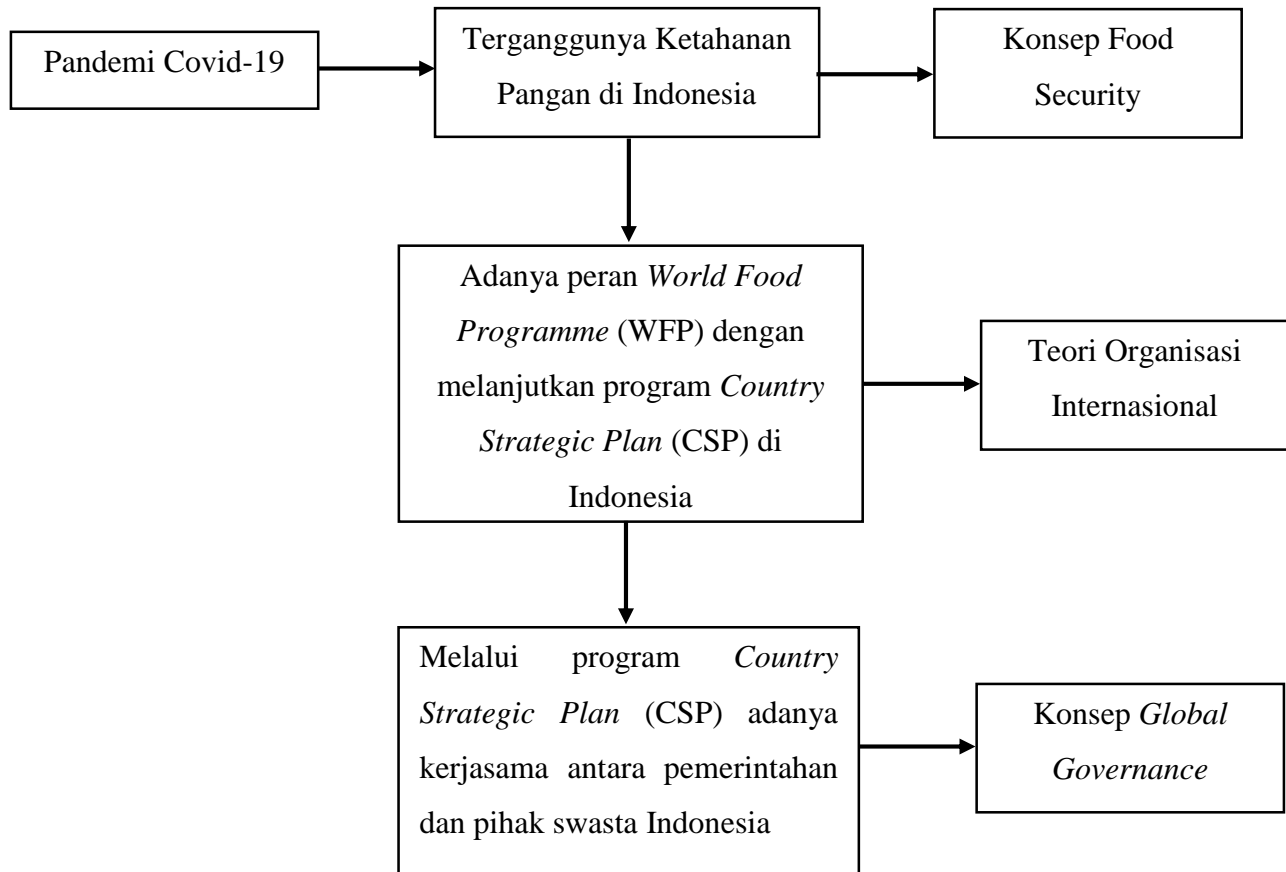 Pandemi Covid-19
Terganggunya Ketahanan
Pangan di Indonesia
Konsep Food
Security
Adanya peran World Food
Programme (WFP) dengan
melanjutkan program Country
Strategic Plan (CSP) di
Indonesia
Teori Organisasi
Internasional
Melalui program Country
Strategic Plan (CSP) adanya
kerjasama antara pemerintahan
dan pihak swasta Indonesia
Konsep Global
Governance